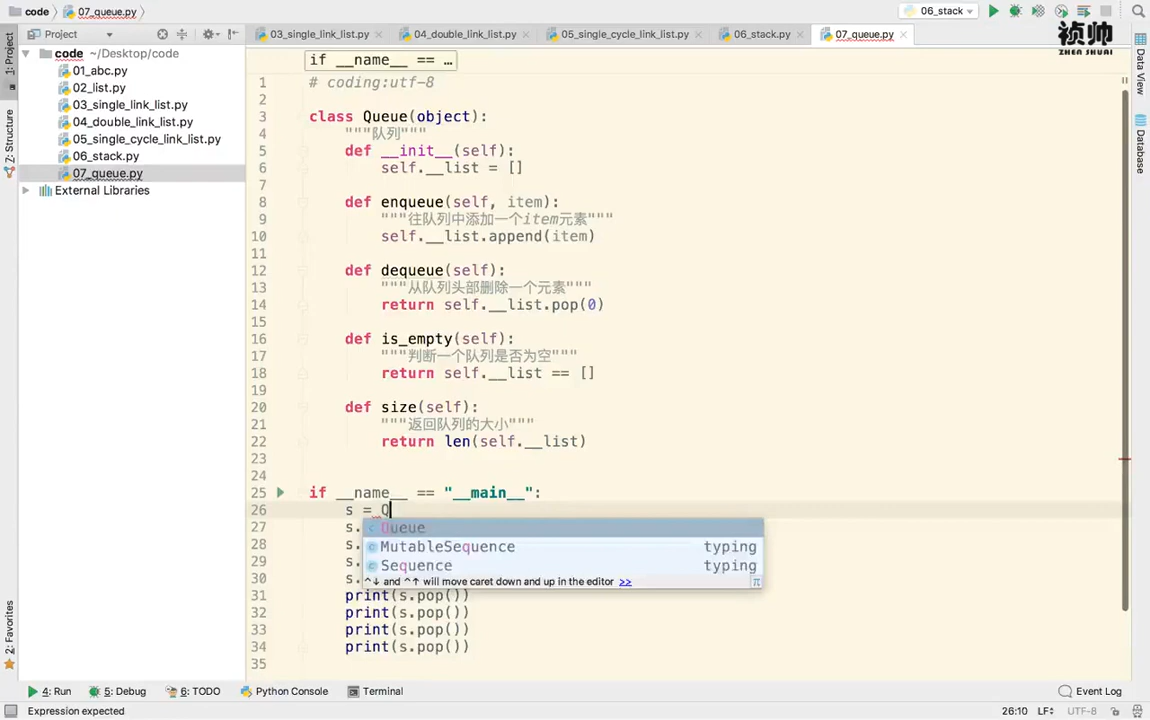 code
07_queue.py
06_stack
祯帅
ZHEN SHUAI
Project
03_single_link_list.py
04_double_link_list.py
05_single_cycle_link_list.py
06_stack.py
07_queue.py
1: Project
7: Structure
2: Favorites
Data View
Database
code ~/Desktop/code
01_abc.py
02_list.py
03_single_link_list.py
04_double_link_list.py
05_single_cycle_link_list.py
06_stack.py
07_queue.py
External Libraries
if __name__ == …
1 # coding:utf-8
2
3 class Queue(object):
4 """队列"""
5 def __init__(self):
6 self.__list = []
7
8 def enqueue(self, item):
9 """往队列中添加一个item元素"""
10 self.__list.append(item)
11
12 def dequeue(self):
13 """从队列头部删除一个元素"""
14 return self.__list.pop(0)
15
16 def is_empty(self):
17 """判断一个队列是否为空"""
18 return self.__list == []
19
20 def size(self):
21 """返回队列的大小"""
22 return len(self.__list)
23
24
25 if __name__ == "__main__":
26 s = Q
27 s.
28 s.
29 s.
30 s.
Queue
MutableSequence typing
Sequence typing
^↓ and ^↑ will move caret down and up in the editor >>
π
31 print(s.pop())
32 print(s.pop())
33 print(s.pop())
34 print(s.pop())
35
4: Run
5: Debug
6: TODO
Python Console
Terminal
Event Log
Expression expected
26:10
LF
UTF-8